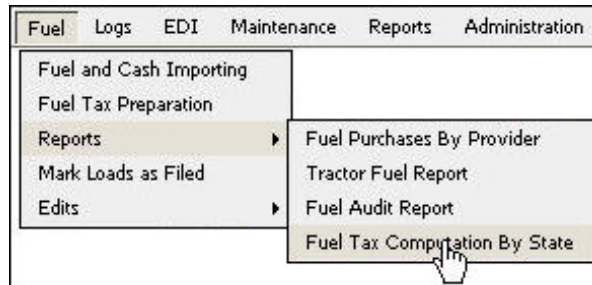 Fuel Logs EDI Maintenance Reports Administration
Fuel and Cash Importing
Fuel Tax Preparation
Reports
Mark Loads as Filed
Edits
Fuel Purchases By Provider
Tractor Fuel Report
Fuel Audit Report
Fuel Tax Computation By State